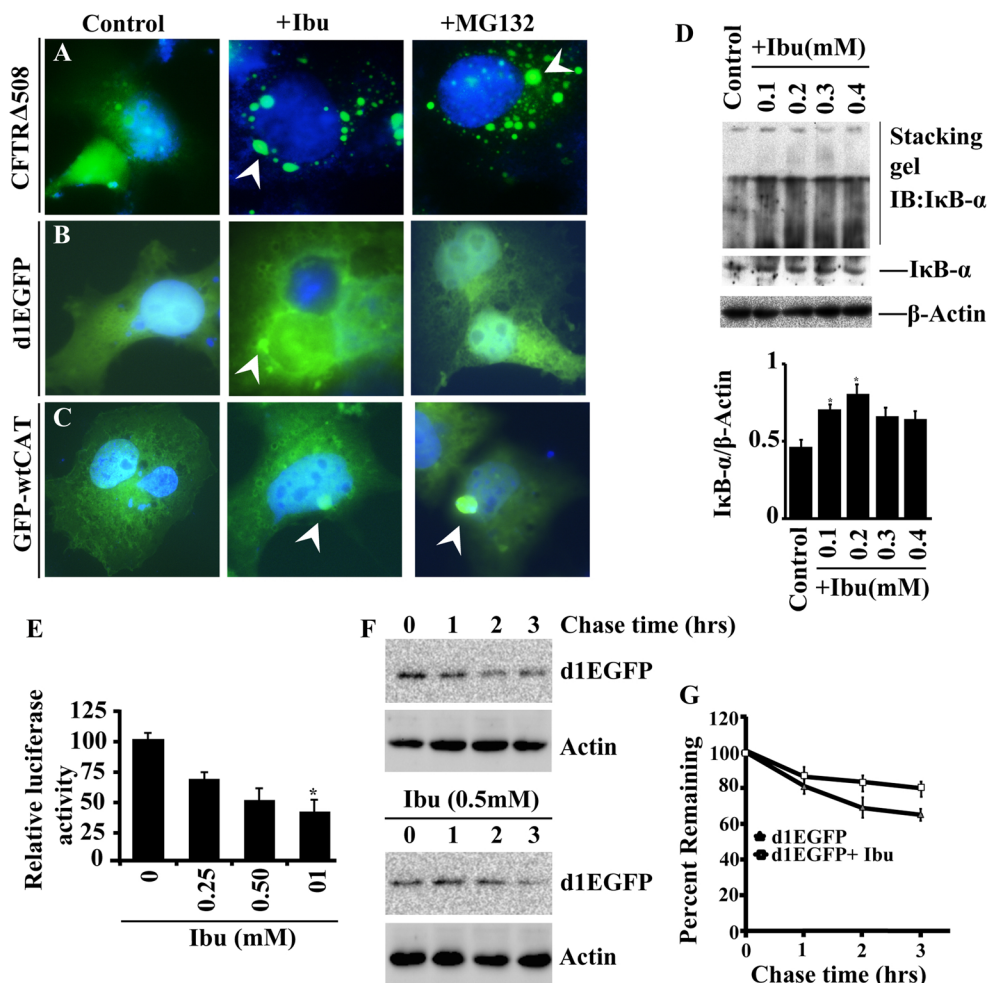 Control +Ibu +MG132
A
CFTRΔ508
B
d1EGFP
C
GFP-wtCAT
D
Control
+Ibu(mM)
0.1 0.2 0.3 0.4
Stacking
gel
IB:IκB-α
IκB-α
β-Actin
1
0.5
0
IκB-α/β-Actin
* *
Control 0.1 0.2 0.3 0.4
+Ibu(mM)
E
Relative luciferase
activity
125
100
75
50
25
0
*
0 0.25 0.50 01
Ibu (mM)
F
0 1 2 3 Chase time (hrs)
d1EGFP
Actin
Ibu (0.5mM)
0 1 2 3
d1EGFP
Actin
G
Percent Remaining
120
100
80
60
40
20
0
d1EGFP
d1EGFP+ Ibu
0 1 2 3
Chase time (hrs)